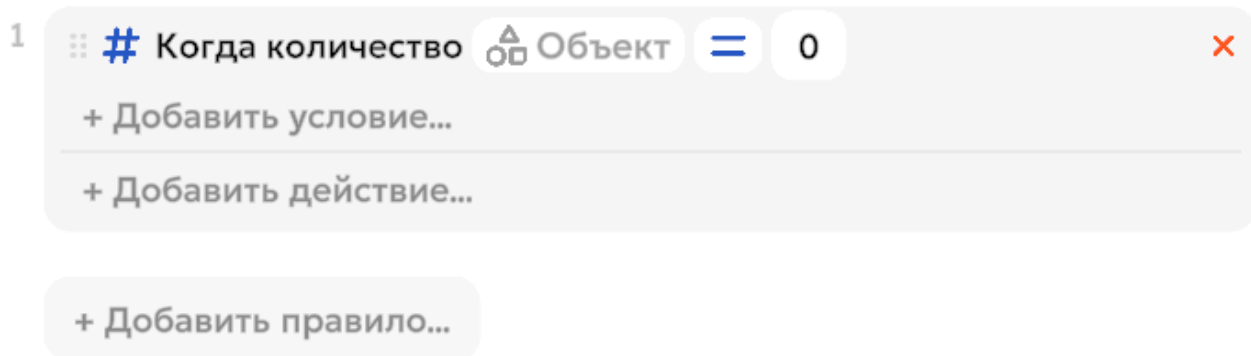 1 # Когда количество Объект = 0 ×
+ Добавить условие...
+ Добавить действие...
+ Добавить правило...